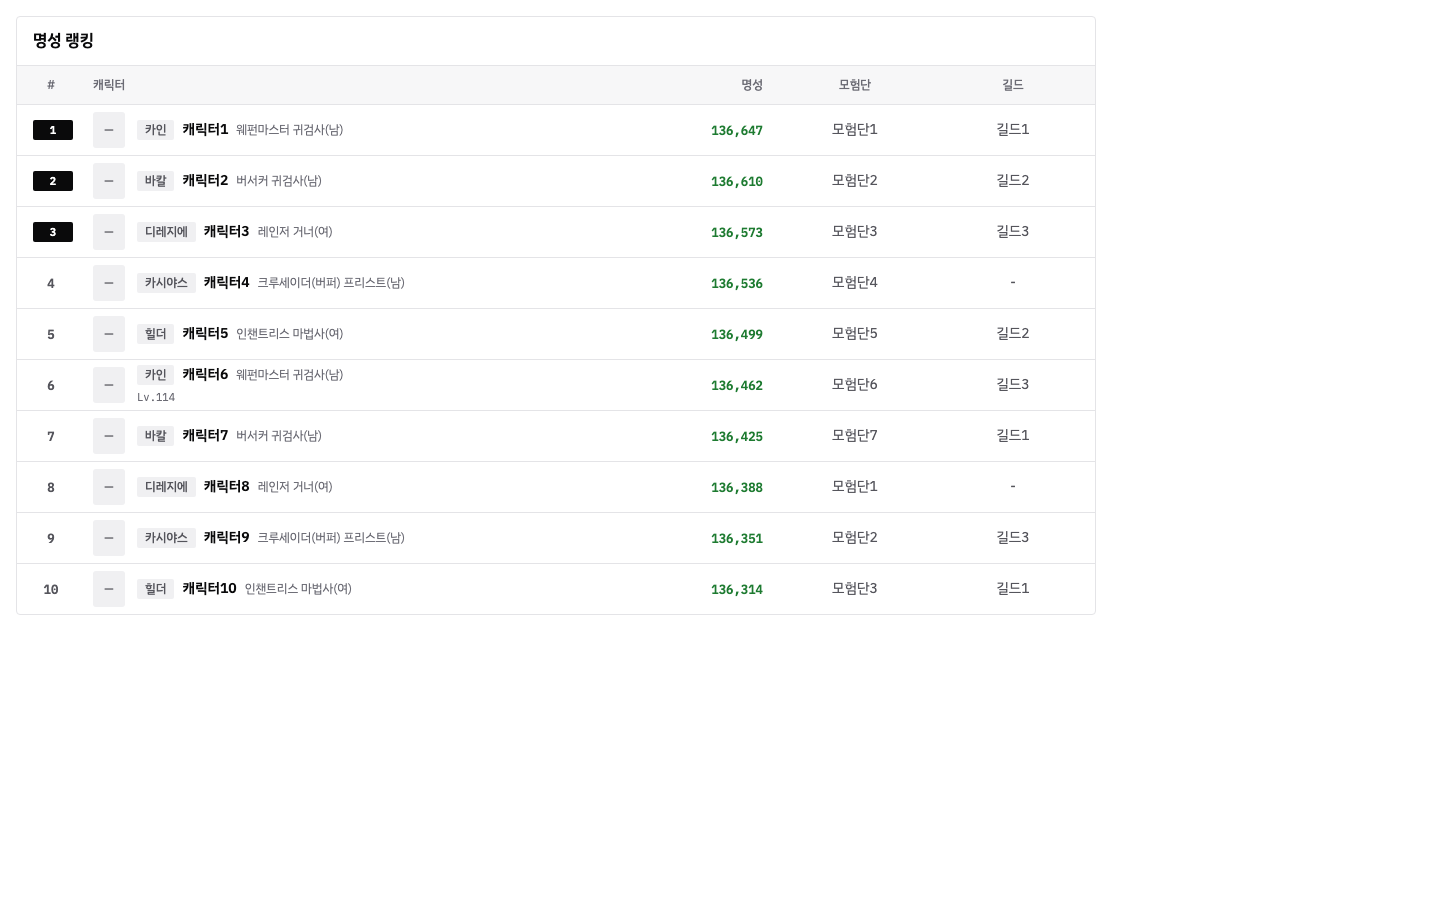 명성 랭킹
# 캐릭터 명성 모험단 길드
1 — 카인 캐릭터1 웨펀마스터 귀검사(남) 136,647 모험단1 길드1
2 — 바칼 캐릭터2 버서커 귀검사(남) 136,610 모험단2 길드2
3 — 디레지에 캐릭터3 레인저 거너(여) 136,573 모험단3 길드3
4 — 카시야스 캐릭터4 크루세이더(버퍼) 프리스트(남) 136,536 모험단4 -
5 — 힐더 캐릭터5 인챈트리스 마법사(여) 136,499 모험단5 길드2
6 — 카인 캐릭터6 웨펀마스터 귀검사(남) 136,462 모험단6 길드3
Lv.114
7 — 바칼 캐릭터7 버서커 귀검사(남) 136,425 모험단7 길드1
8 — 디레지에 캐릭터8 레인저 거너(여) 136,388 모험단1 -
9 — 카시야스 캐릭터9 크루세이더(버퍼) 프리스트(남) 136,351 모험단2 길드3
10 — 힐더 캐릭터10 인챈트리스 마법사(여) 136,314 모험단3 길드1